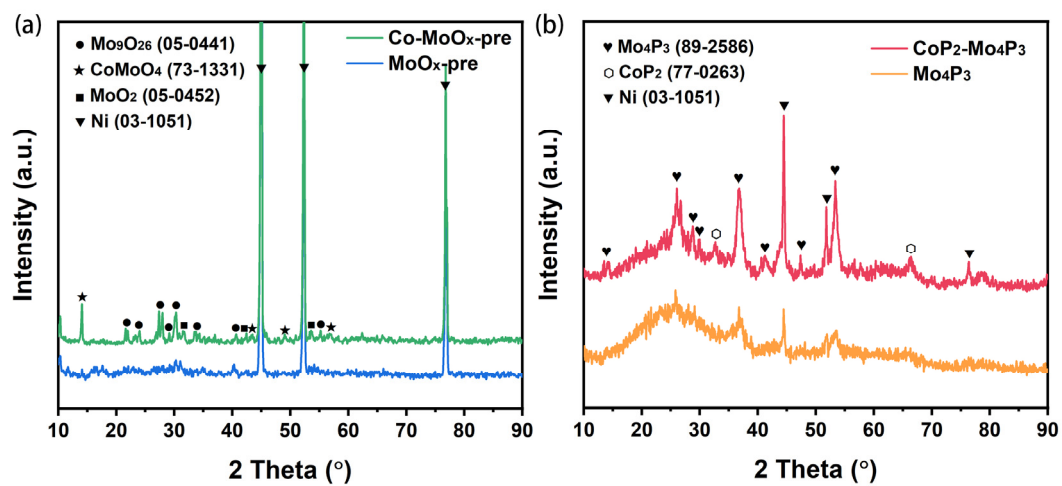 (a)
● Mo₉O₂₆ (05-0441)
★ CoMoO₄ (73-1331)
■ MoO₂ (05-0452)
▼ Ni (03-1051)
Co-MoOₓ-pre
MoOₓ-pre
Intensity (a.u.)
10 20 30 40 50 60 70 80 90
2 Theta (°)
(b)
♥ Mo₄P₃ (89-2586)
⬡ CoP₂ (77-0263)
▼ Ni (03-1051)
CoP₂-Mo₄P₃
Mo₄P₃
Intensity (a.u.)
10 20 30 40 50 60 70 80 90
2 Theta (°)